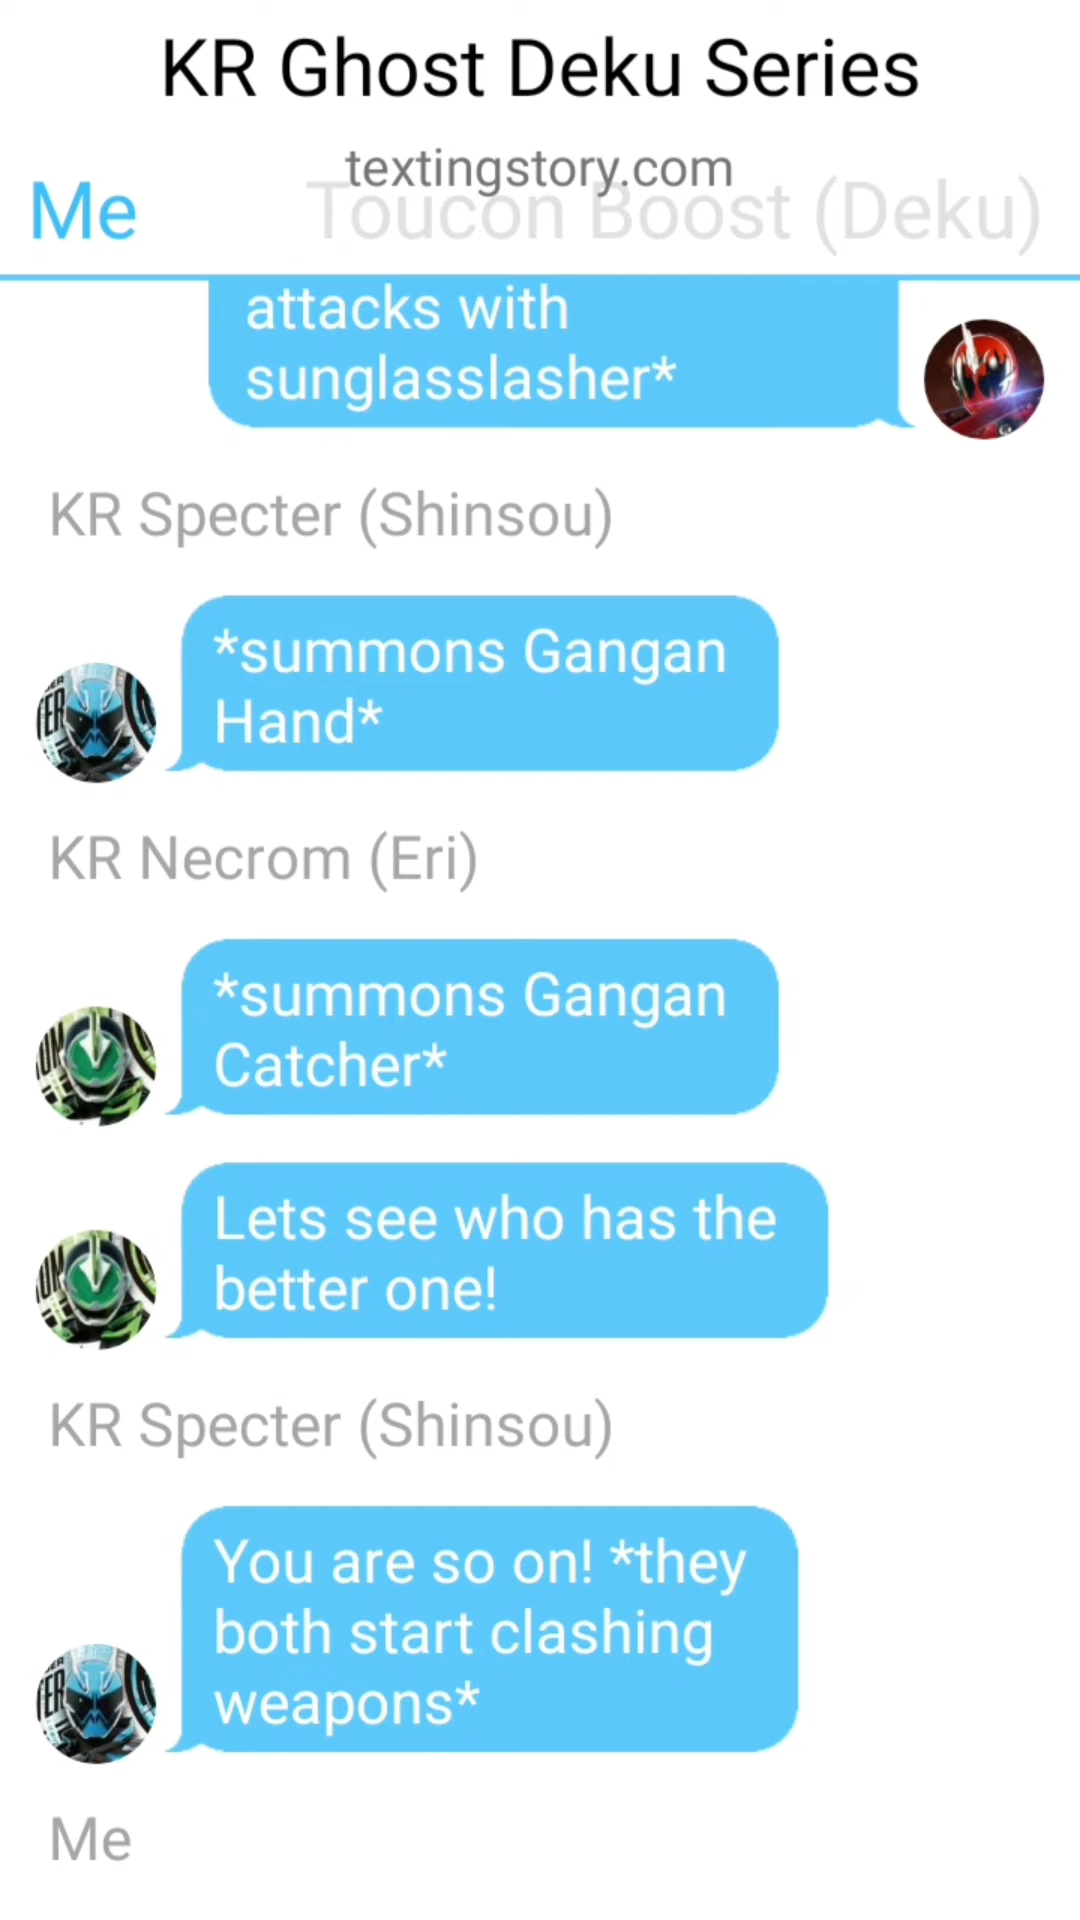 KR Ghost Deku Series
textingstory.com
Me
Toucon Boost (Deku)
attacks with
sunglasslasher*
KR Specter (Shinsou)
*summons Gangan
Hand*
KR Necrom (Eri)
*summons Gangan
Catcher*
Lets see who has the
better one!
KR Specter (Shinsou)
You are so on! *they
both start clashing
weapons*
Me